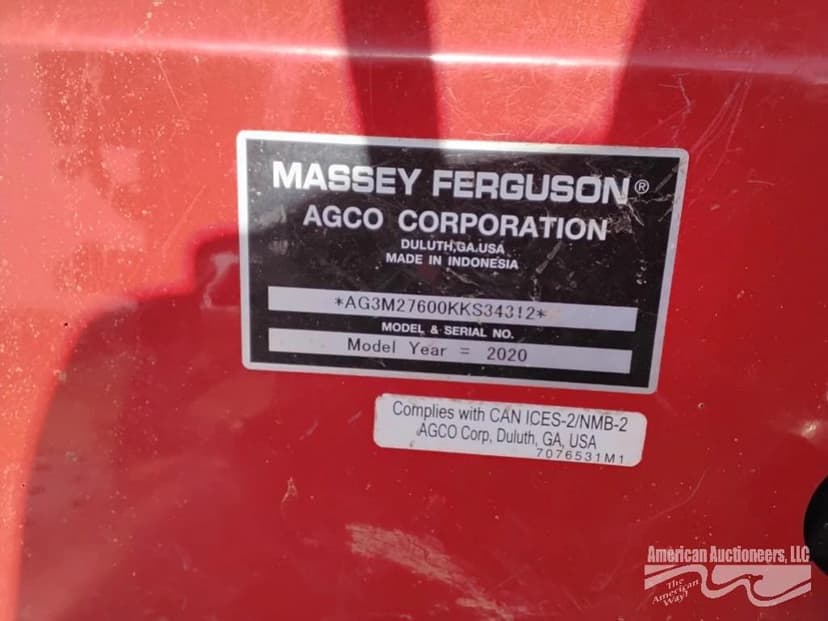 MASSEY FERGUSON®
AGCO CORPORATION
DULUTH,GA.USA
MADE IN INDONESIA
*AG3M27600KKS34312*
MODEL & SERIAL NO.
Model Year = 2020
Complies with CAN ICES-2/NMB-2
AGCO Corp, Duluth, GA, USA
7076531M1
American Auctioneers, LLC
The American Way!